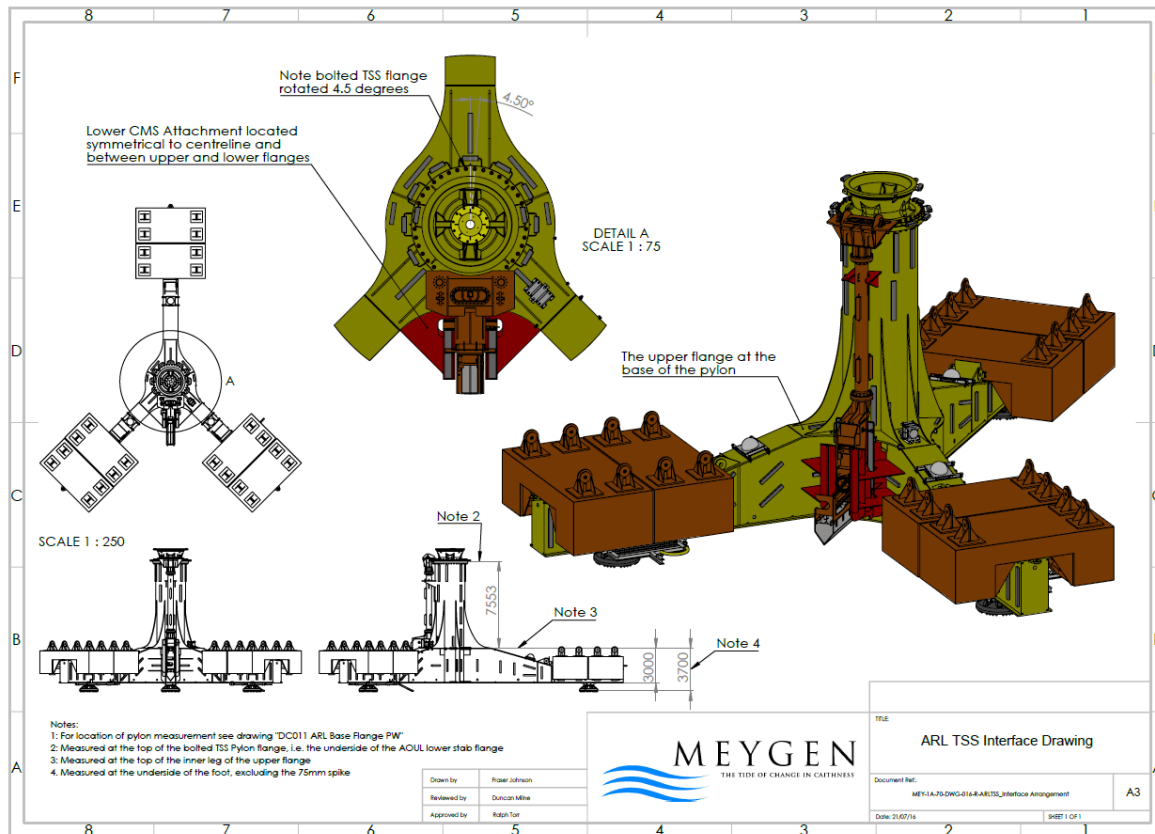 8 7 6 5 4 3 2 1
F
E
D
C
B
A
Note bolted TSS flange
rotated 4.5 degrees
4.50°
Lower CMS Attachment located
symmetrical to centreline and
between upper and lower flanges
DETAIL A
SCALE 1 : 75
A
The upper flange at the
base of the pylon
SCALE 1 : 250
Note 2
7553
Note 3
3000
3700
Note 4
Notes:
1: For location of pylon measurement see drawing "DC011 ARL Base Flange PW"
2: Measured at the top of the bolted TSS Pylon flange, i.e. the underside of the AOUL lower stab flange
3: Measured at the top of the inner leg of the upper flange
4. Measured at the underside of the foot, excluding the 75mm spike
Drawn by Fraser Johnson
Reviewed by Duncan Milne
Approved by Ralph Torr
MEYGEN
THE TIDE OF CHANGE IN CAITHNESS
TITLE:
ARL TSS Interface Drawing
Document Ref.:
MEY-1A-70-DWG-016-R-ARLTSS_Interface Arrangement
A3
Date: 21/07/16
SHEET 1 OF 1
8 7 6 5 4 3 2 1